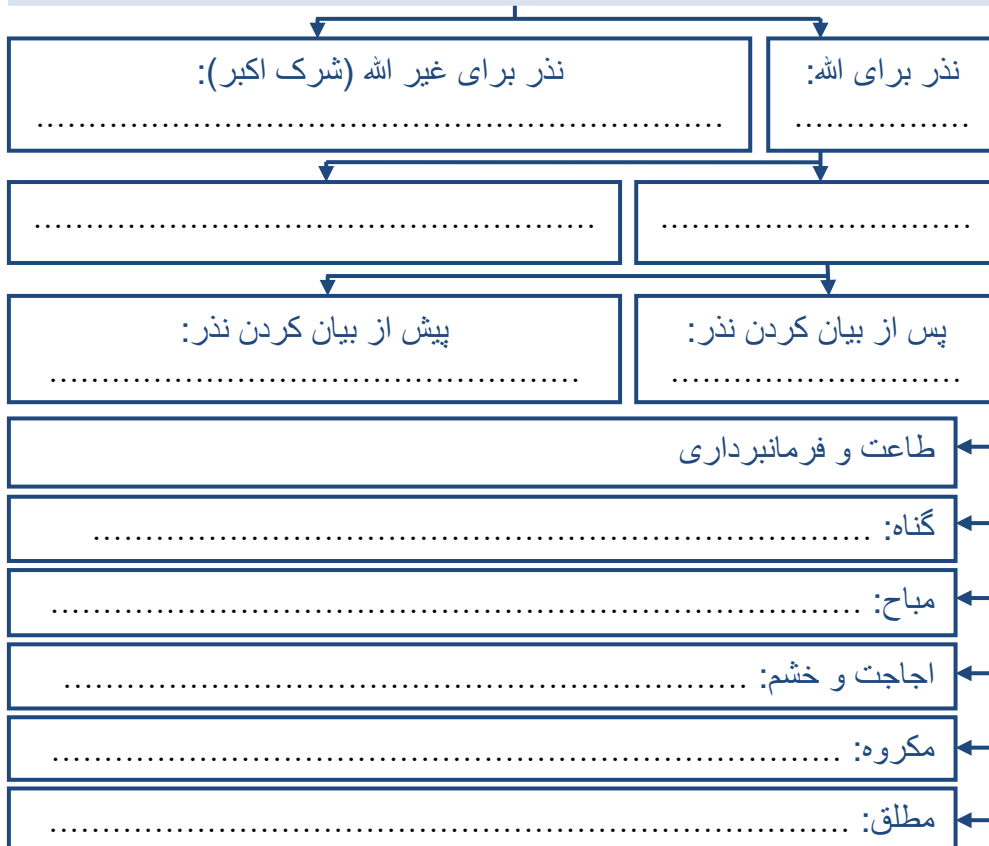 نذر برای الله:
................
نذر برای غیر الله (شرک اکبر):
................................................................
.............................
....................................................
پس از بیان کردن نذر:
...........................
پیش از بیان کردن نذر:
..................................................
طاعت و فرمانبرداری
گناه: .........................................................................
مباح: ............................................................................
اجاجت و خشم: ................................................................
مکروه: ..........................................................................
مطلق: ...........................................................................